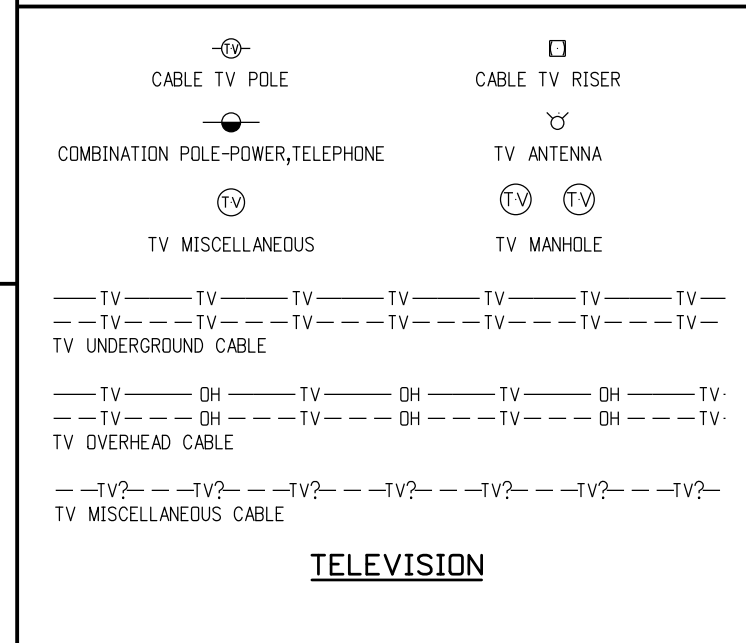 T·V
CABLE TV POLE
CABLE TV RISER
COMBINATION POLE-POWER,TELEPHONE
TV ANTENNA
T·V
T·V T·V
TV MISCELLANEOUS
TV MANHOLE
TV TV TV TV TV TV TV
TV TV TV TV TV TV TV
TV UNDERGROUND CABLE
TV OH TV OH TV OH TV
TV OH TV OH TV OH TV
TV OVERHEAD CABLE
TV? TV? TV? TV? TV? TV? TV?
TV MISCELLANEOUS CABLE
TELEVISION